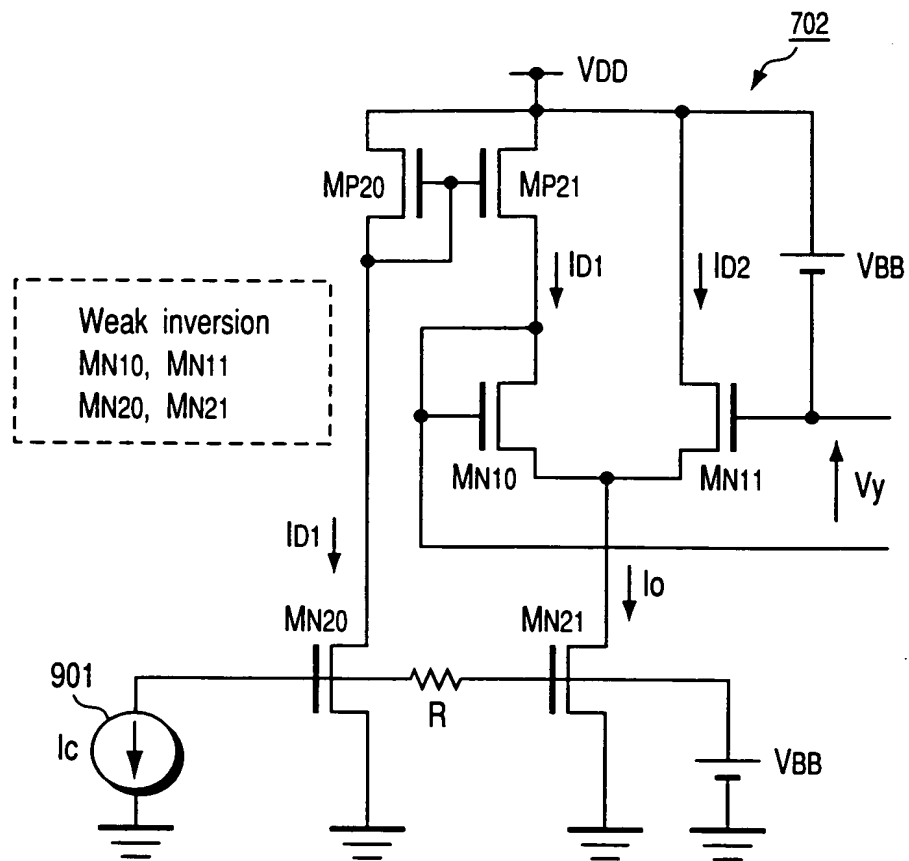 702
VDD
MP20
MP21
ID1
ID2
VBB
Weak inversion
MN10, MN11
MN20, MN21
MN10
MN11
Vy
ID1
Io
MN20
MN21
901
Ic
R
VBB